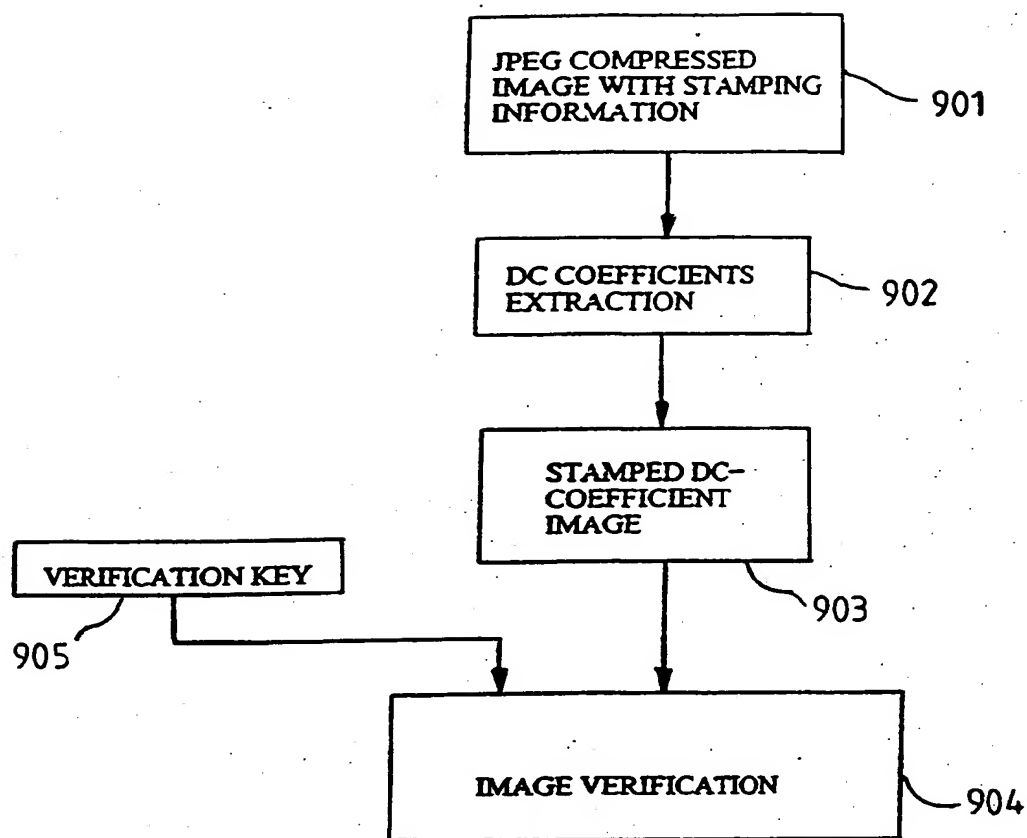 JPEG COMPRESSED
IMAGE WITH STAMPING
INFORMATION
901
DC COEFFICIENTS
EXTRACTION
902
STAMPED DC-
COEFFICIENT
IMAGE
903
VERIFICATION KEY
905
IMAGE VERIFICATION
904